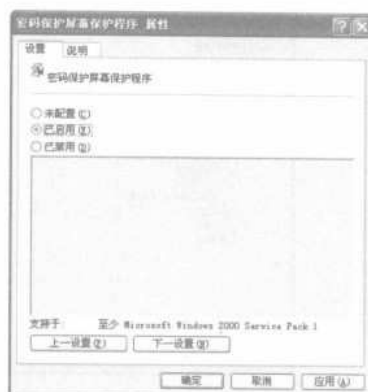 密码保护屏幕保护程序 属性
设置 说明
密码保护屏幕保护程序
未配置(C)
已启用(E)
已禁用(D)
支持于: 至少 Microsoft Windows 2000 Service Pack 1
上一设置(P) 下一设置(N)
确定 取消 应用(A)